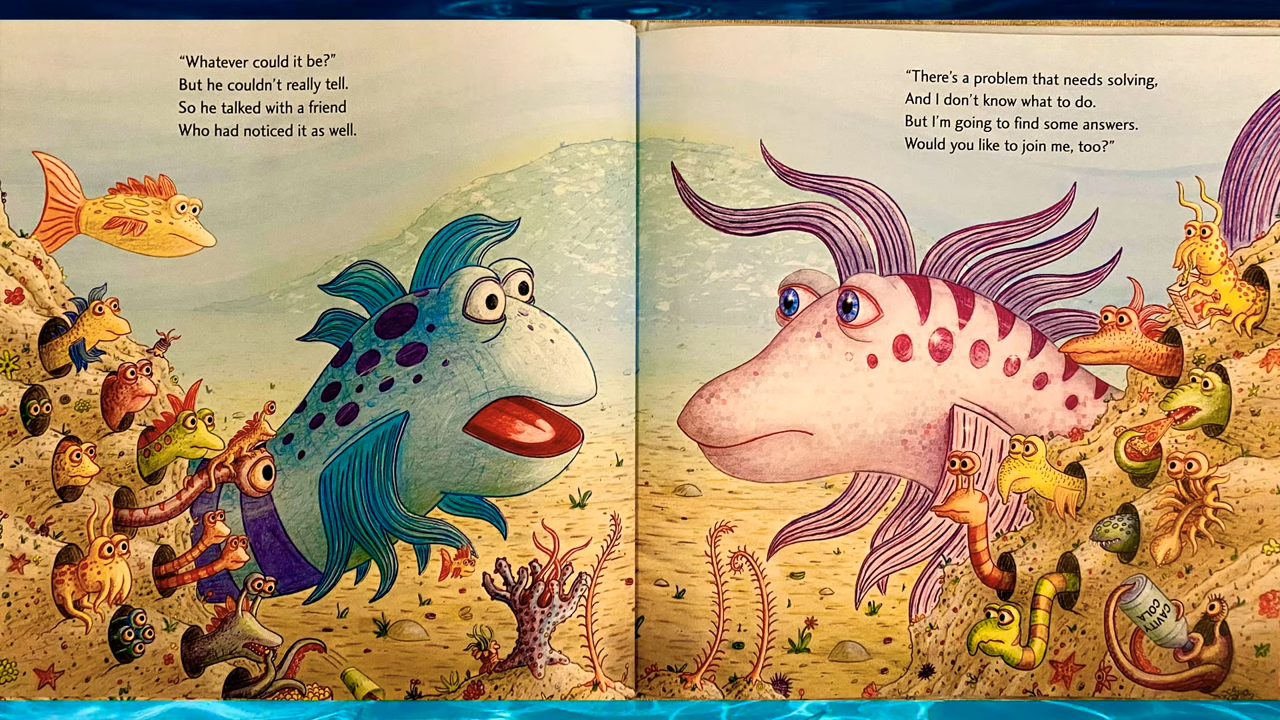 “Whatever could it be?”
But he couldn’t really tell.
So he talked with a friend
Who had noticed it as well.
“There’s a problem that needs solving,
And I don’t know what to do.
But I’m going to find some answers.
Would you like to join me, too?”
CAVITY
COLA